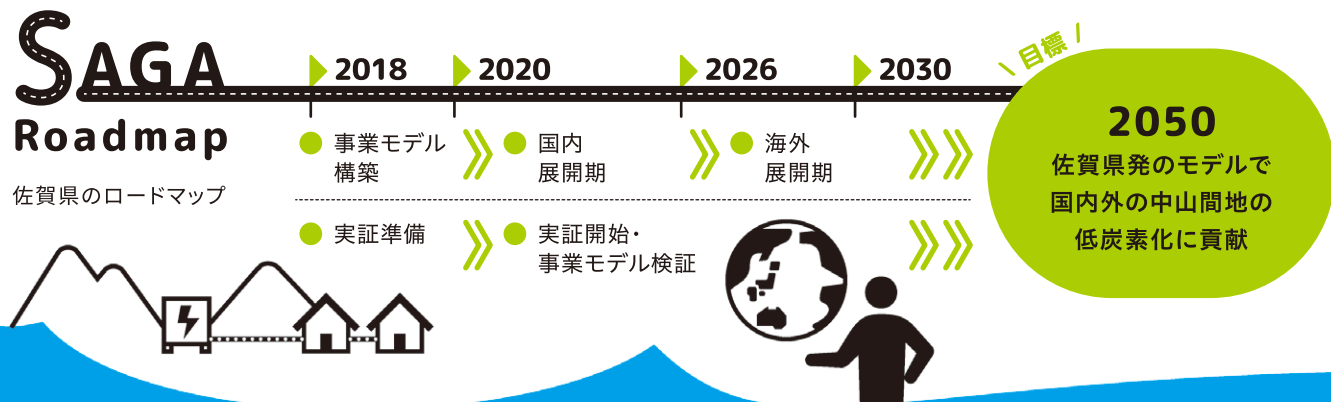 SAGA
Roadmap
佐賀県のロードマップ
2018
2020
2026
2030
事業モデル
構築
国内
展開期
海外
展開期
実証準備
実証開始・
事業モデル検証
\ 目標 /
2050
佐賀県発のモデルで
国内外の中山間地の
低炭素化に貢献